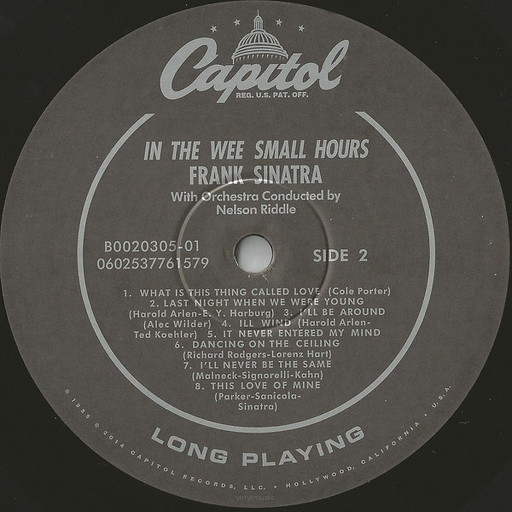 Capitol
REG. U.S. PAT. OFF.
IN THE WEE SMALL HOURS
FRANK SINATRA
With Orchestra Conducted by
Nelson Riddle
B0020305-01
0602537761579
SIDE 2
1. WHAT IS THIS THING CALLED LOVE (Cole Porter)
2. LAST NIGHT WHEN WE WERE YOUNG
(Harold Arlen-E. Y. Harburg) 3. I'LL BE AROUND
(Alec Wilder) 4. ILL WIND (Harold Arlen-
Ted Koehler) 5. IT NEVER ENTERED MY MIND
6. DANCING ON THE CEILING
(Richard Rodgers-Lorenz Hart)
7. I'LL NEVER BE THE SAME
(Malneck-Signorelli-Kahn)
8. THIS LOVE OF MINE
(Parker-Sanicola-
Sinatra)
LONG PLAYING
℗ 1955 © 2014 CAPITOL RECORDS, LLC. • HOLLYWOOD, CALIFORNIA • U.S.A.
vinylmusic